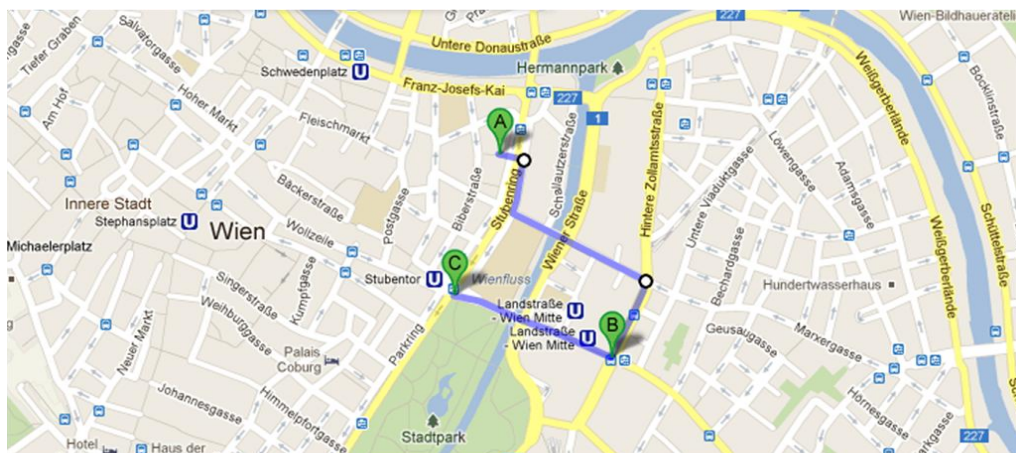 227
Wien-Bildhauerateli
Salvatorgasse
Tiefer Graben
Untere Donaustraße
Schwedenplatz U
Hermannpark
Franz-Josefs-Kai
227
Am Hof
Hoher Markt
Fleischmarkt
A
1
Weißgerberlände
Böcklinstraße
Schallautzerstraße
Hintere Zollamtsstraße
Löwengasse
Adamsgasse
Bäckerstraße
Postgasse
Biberstraße
Stubenring
Wiener Straße
Untere Viaduktgasse
Innere Stadt
Stephansplatz U
Wien
Wollzeile
Michaelerplatz
Weißgerberlände
Schüttelstraße
C
Stubentor U
Wienfluss
Bechardgasse
Hundertwasserhaus
Singerstraße
Kumpfgasse
Weihburggasse
Landstraße
- Wien Mitte U
Landstraße
- Wien Mitte U
B
Geusaugasse
Marxergasse
Neuer Markt
Parkring
Palais
Coburg
Johannesgasse
Himmelpfortgasse
Hörnesgasse
Stadtpark
227
Hotel
Haus der